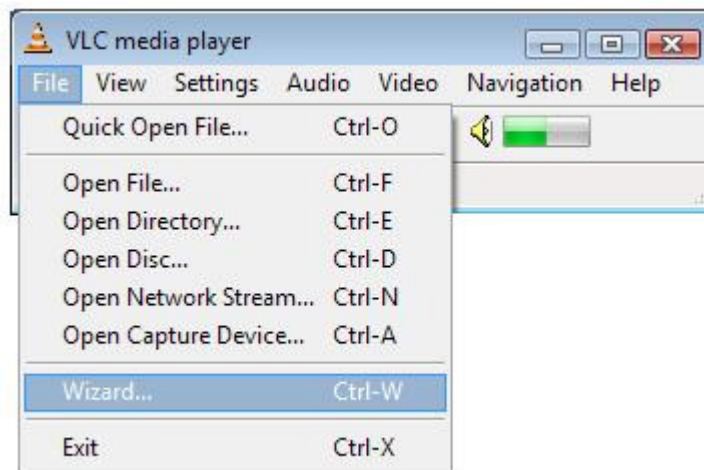 VLC media player
File View Settings Audio Video Navigation Help
Quick Open File... Ctrl-O
Open File... Ctrl-F
Open Directory... Ctrl-E
Open Disc... Ctrl-D
Open Network Stream... Ctrl-N
Open Capture Device... Ctrl-A
Wizard... Ctrl-W
Exit Ctrl-X